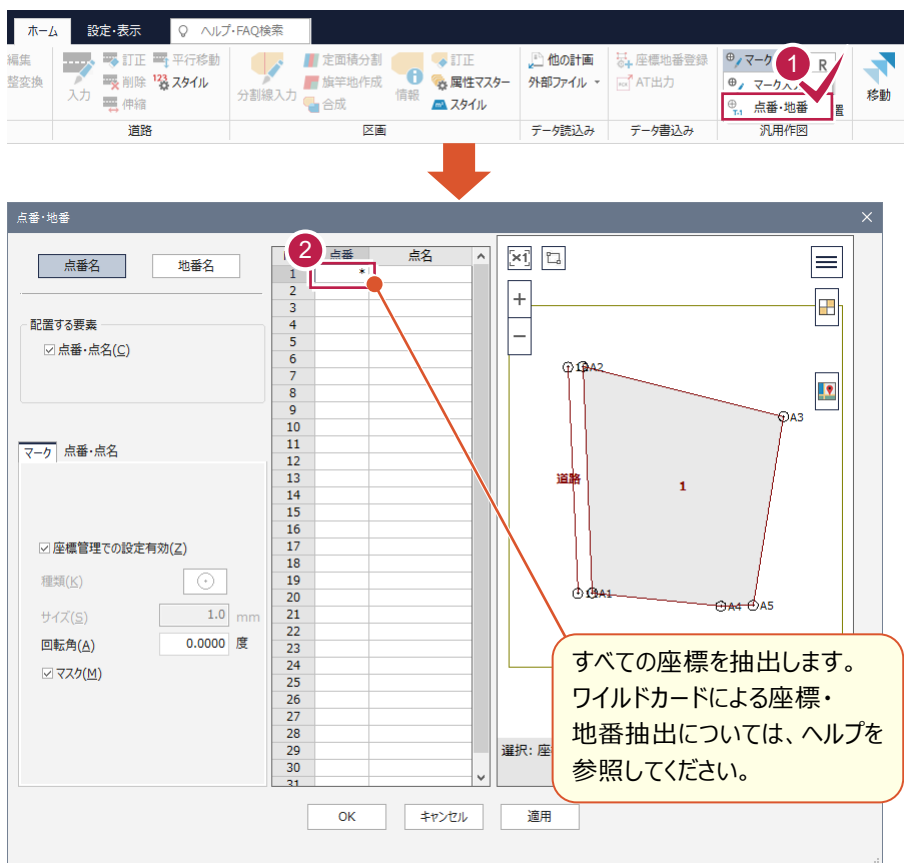 ホーム 設定・表示 ヘルプ・FAQ検索
編集 訂正 平行移動 定面積分割 訂正 他の計画 座標地番登録 マーク R
整変換 入力 削除 123 スタイル 分割線入力 旗竿地作成 情報 属性マスター 外部ファイル AT出力 マーク入 移動
伸縮 合成 スタイル 点番・地番 置
道路 区画 データ読込み データ書込み 汎用作図
1
点番・地番
点番名 地番名
配置する要素
点番・点名(C)
マーク 点番・点名
座標管理での設定有効(Z)
種類(K)
サイズ(S) 1.0 mm
回転角(A) 0.0000 度
マスク(M)
2
点番 点名
1 *
2
3
4
5
6
7
8
9
10
11
12
13
14
15
16
17
18
19
20
21
22
23
24
25
26
27
28
29
30
31
A2
A3
道路
1
A1
A4 A5
選択: 座
すべての座標を抽出します。
ワイルドカードによる座標・
地番抽出については、ヘルプを
参照してください。
OK キャンセル 適用